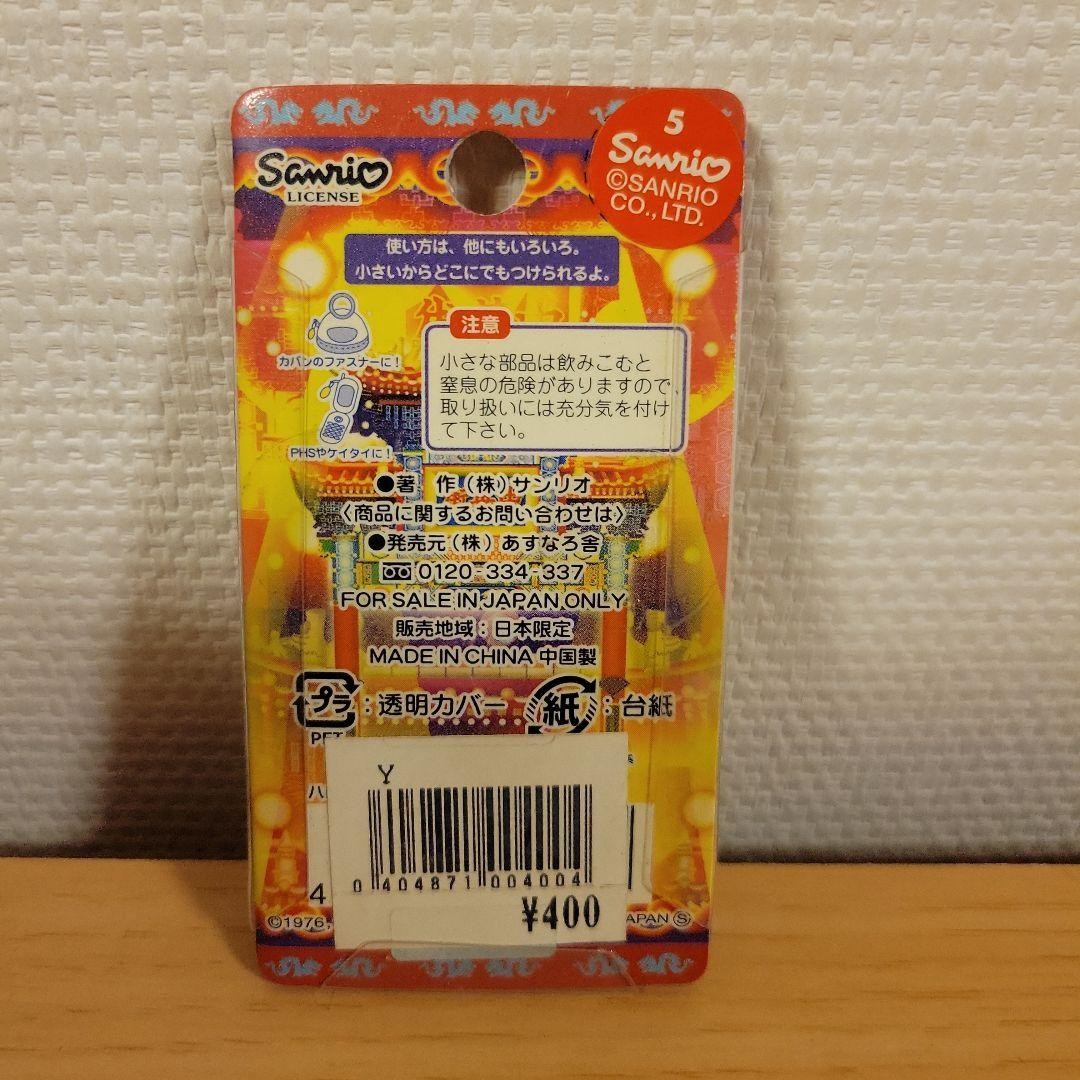 Sanrio
LICENSE
5
Sanrio
©SANRIO
CO., LTD.
使い方は、他にもいろいろ。
小さいからどこにでもつけられるよ。
カバンのファスナーに!
PHSやケイタイに!
注意
小さな部品は飲みこむと
窒息の危険がありますので、
取り扱いには充分気を付け
て下さい。
●著 作(株)サンリオ
〈商品に関するお問い合わせは〉
●発売元(株)あすなろ舎
0120-334-337
FOR SALE IN JAPAN ONLY
販売地域:日本限定
MADE IN CHINA 中国製
プラ:透明カバー 紙:台紙
PET
Y
0 404871 004004
¥400
4
©1976,
JAPAN Ⓢ